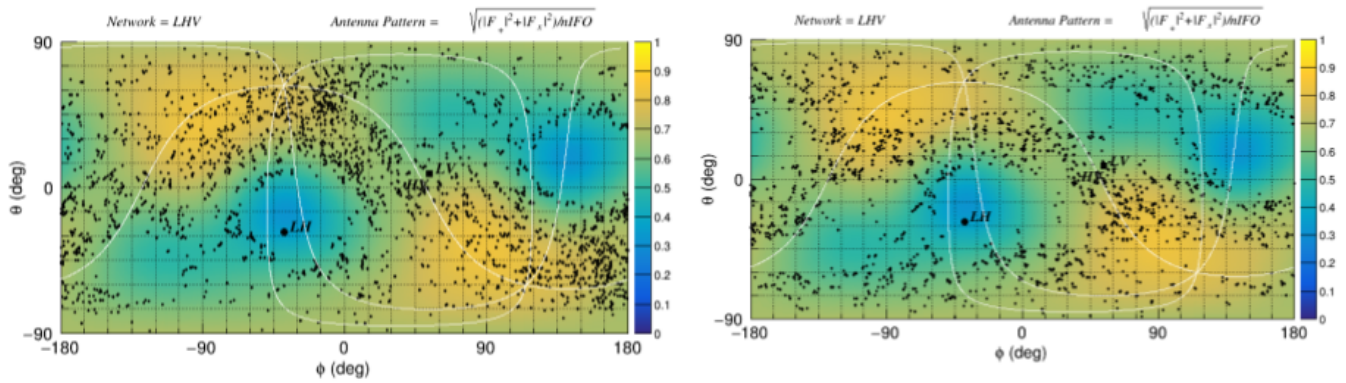 Network = LHV Antenna Pattern = √(|F₊|²+|Fₓ|²)/nIFO
90
0
-90
θ (deg)
-180 -90 0 90 180
φ (deg)
1
0.9
0.8
0.7
0.6
0.5
0.4
0.3
0.2
0.1
0
LH
Network = LHV Antenna Pattern = √(|F₊|²+|Fₓ|²)/nIFO
90
0
-90
θ (deg)
-180 -90 0 90 180
φ (deg)
1
0.9
0.8
0.7
0.6
0.5
0.4
0.3
0.2
0.1
0
LV
LH